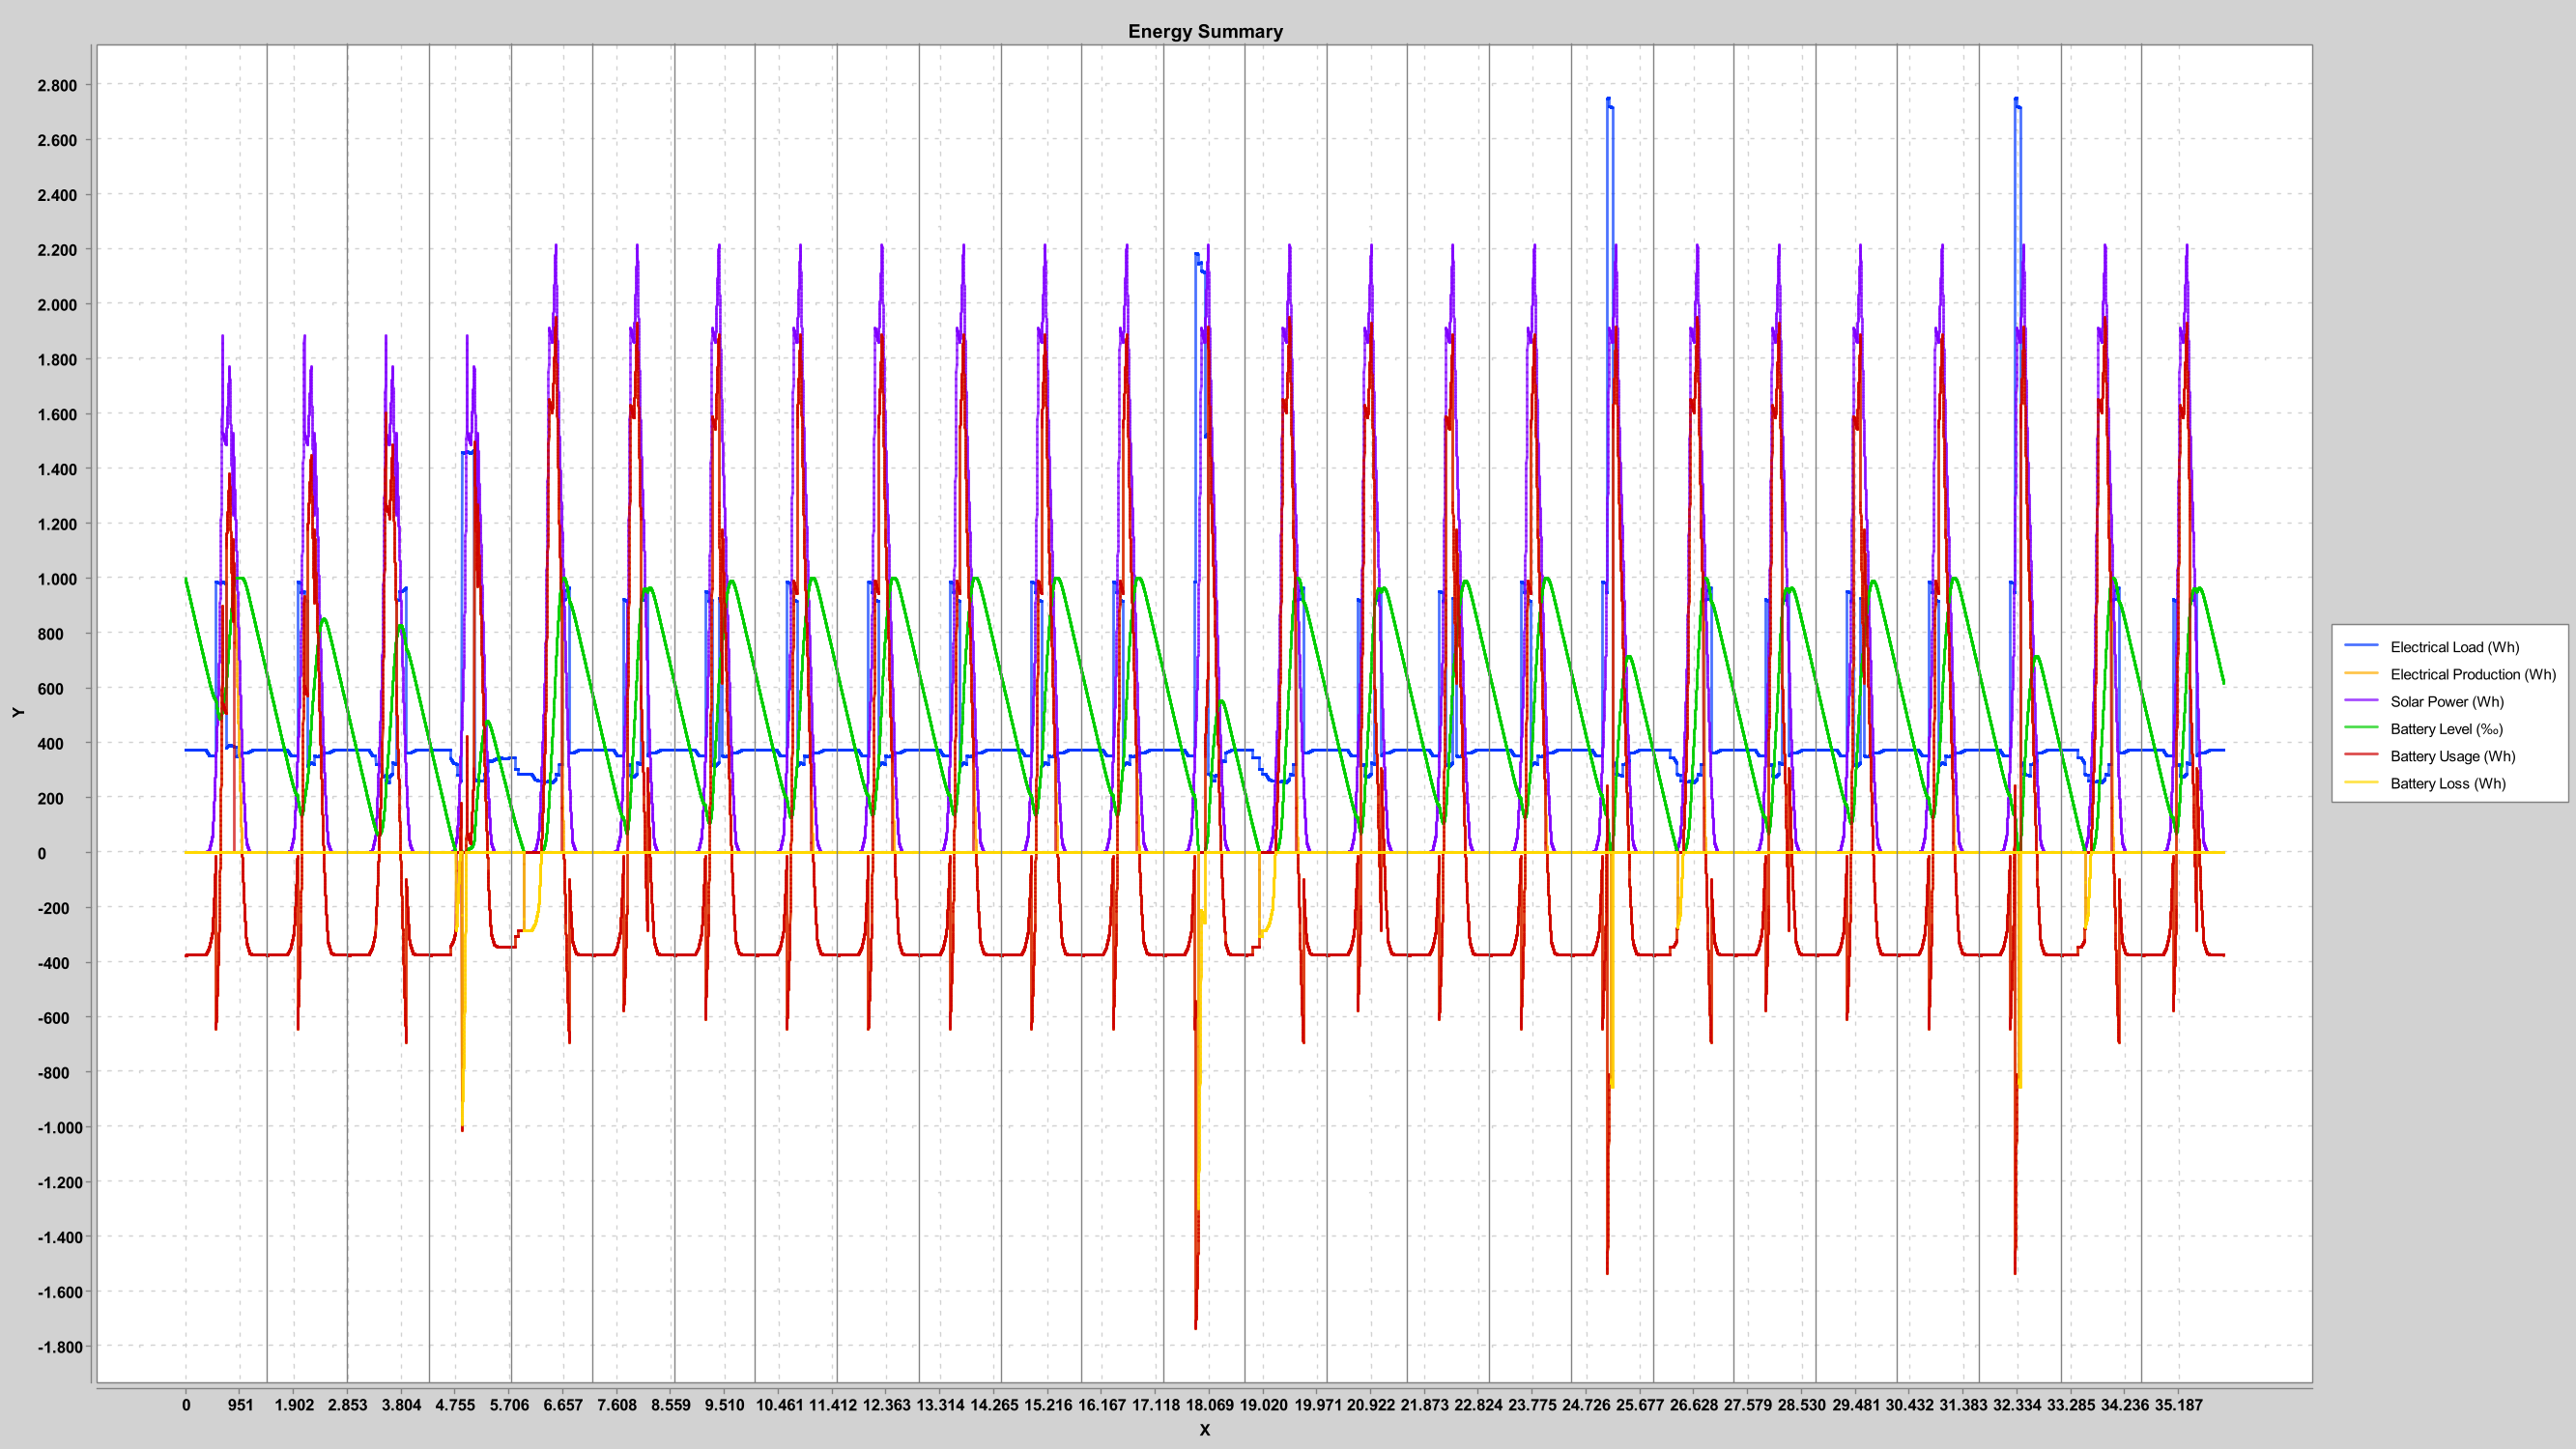 Energy Summary
2.800
2.600
2.400
2.200
2.000
1.800
1.600
1.400
1.200
1.000
800
600
400
200
0
-200
-400
-600
-800
-1.000
-1.200
-1.400
-1.600
-1.800
Y
0 951 1.902 2.853 3.804 4.755 5.706 6.657 7.608 8.559 9.510 10.461 11.412 12.363 13.314 14.265 15.216 16.167 17.118 18.069 19.020 19.971 20.922 21.873 22.824 23.775 24.726 25.677 26.628 27.579 28.530 29.481 30.432 31.383 32.334 33.285 34.236 35.187
X
Electrical Load (Wh)
Electrical Production (Wh)
Solar Power (Wh)
Battery Level (‰)
Battery Usage (Wh)
Battery Loss (Wh)